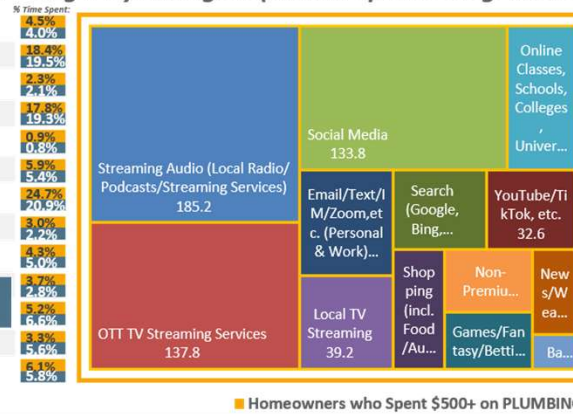 % Time Spent:
4.5%
4.0%
18.4%
19.5%
2.3%
2.1%
17.8%
19.3%
0.9%
0.8%
5.9%
5.4%
24.7%
20.9%
3.0%
2.2%
4.3%
5.0%
3.7%
2.8%
5.2%
6.6%
3.3%
5.6%
6.1%
5.8%
Streaming Audio (Local Radio/
Podcasts/Streaming Services)
185.2
OTT TV Streaming Services
137.8
Social Media
133.8
Online
Classes,
Schools,
Colleges
,
Univer...
Email/Text/I
M/Zoom,et
c. (Personal
& Work)...
Search
(Google,
Bing,...
YouTube/Ti
kTok, etc.
32.6
Local TV
Streaming
39.2
Shop
ping
(incl.
Food
/Au...
Non-
Premiu...
New
s/W
ea...
Games/Fan
tasy/Betti...
Ba...
Homeowners who Spent $500+ on PLUMBING